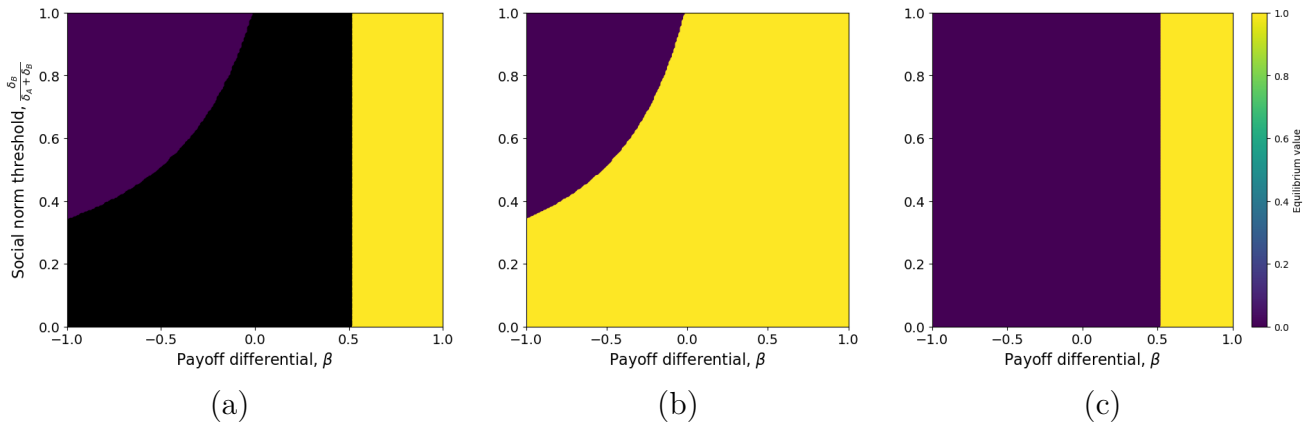 1.0
0.8
0.6
0.4
0.2
0.0
Social norm threshold, δ_B / (δ_A + δ_B)
−1.0 −0.5 0.0 0.5 1.0
Payoff differential, β
(a)
1.0
0.8
0.6
0.4
0.2
0.0
−1.0 −0.5 0.0 0.5 1.0
Payoff differential, β
(b)
1.0
0.8
0.6
0.4
0.2
0.0
−1.0 −0.5 0.0 0.5 1.0
Payoff differential, β
(c)
1.0
0.8
0.6
0.4
0.2
0.0
Equilibrium value